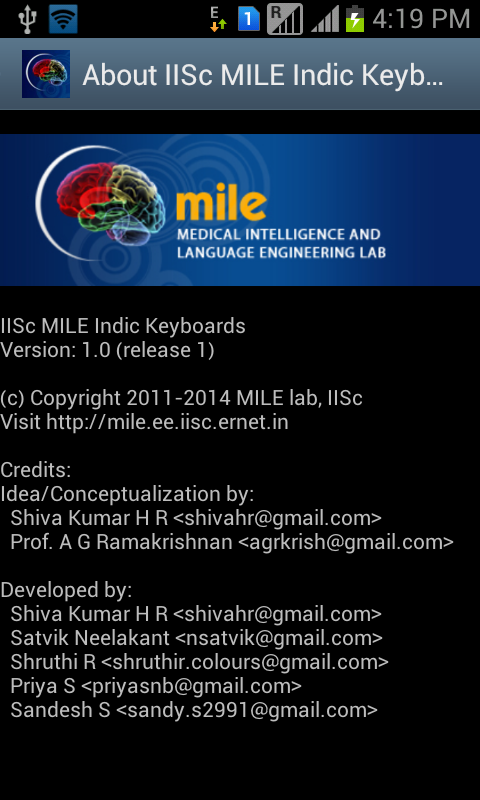 E
1
R
4:19 PM
About IISc MILE Indic Keyb...
mile
MEDICAL INTELLIGENCE AND
LANGUAGE ENGINEERING LAB
IISc MILE Indic Keyboards
Version: 1.0 (release 1)
(c) Copyright 2011-2014 MILE lab, IISc
Visit http://mile.ee.iisc.ernet.in
Credits:
Idea/Conceptualization by:
Shiva Kumar H R <shivahr@gmail.com>
Prof. A G Ramakrishnan <agrkrish@gmail.com>
Developed by:
Shiva Kumar H R <shivahr@gmail.com>
Satvik Neelakant <nsatvik@gmail.com>
Shruthi R <shruthir.colours@gmail.com>
Priya S <priyasnb@gmail.com>
Sandesh S <sandy.s2991@gmail.com>